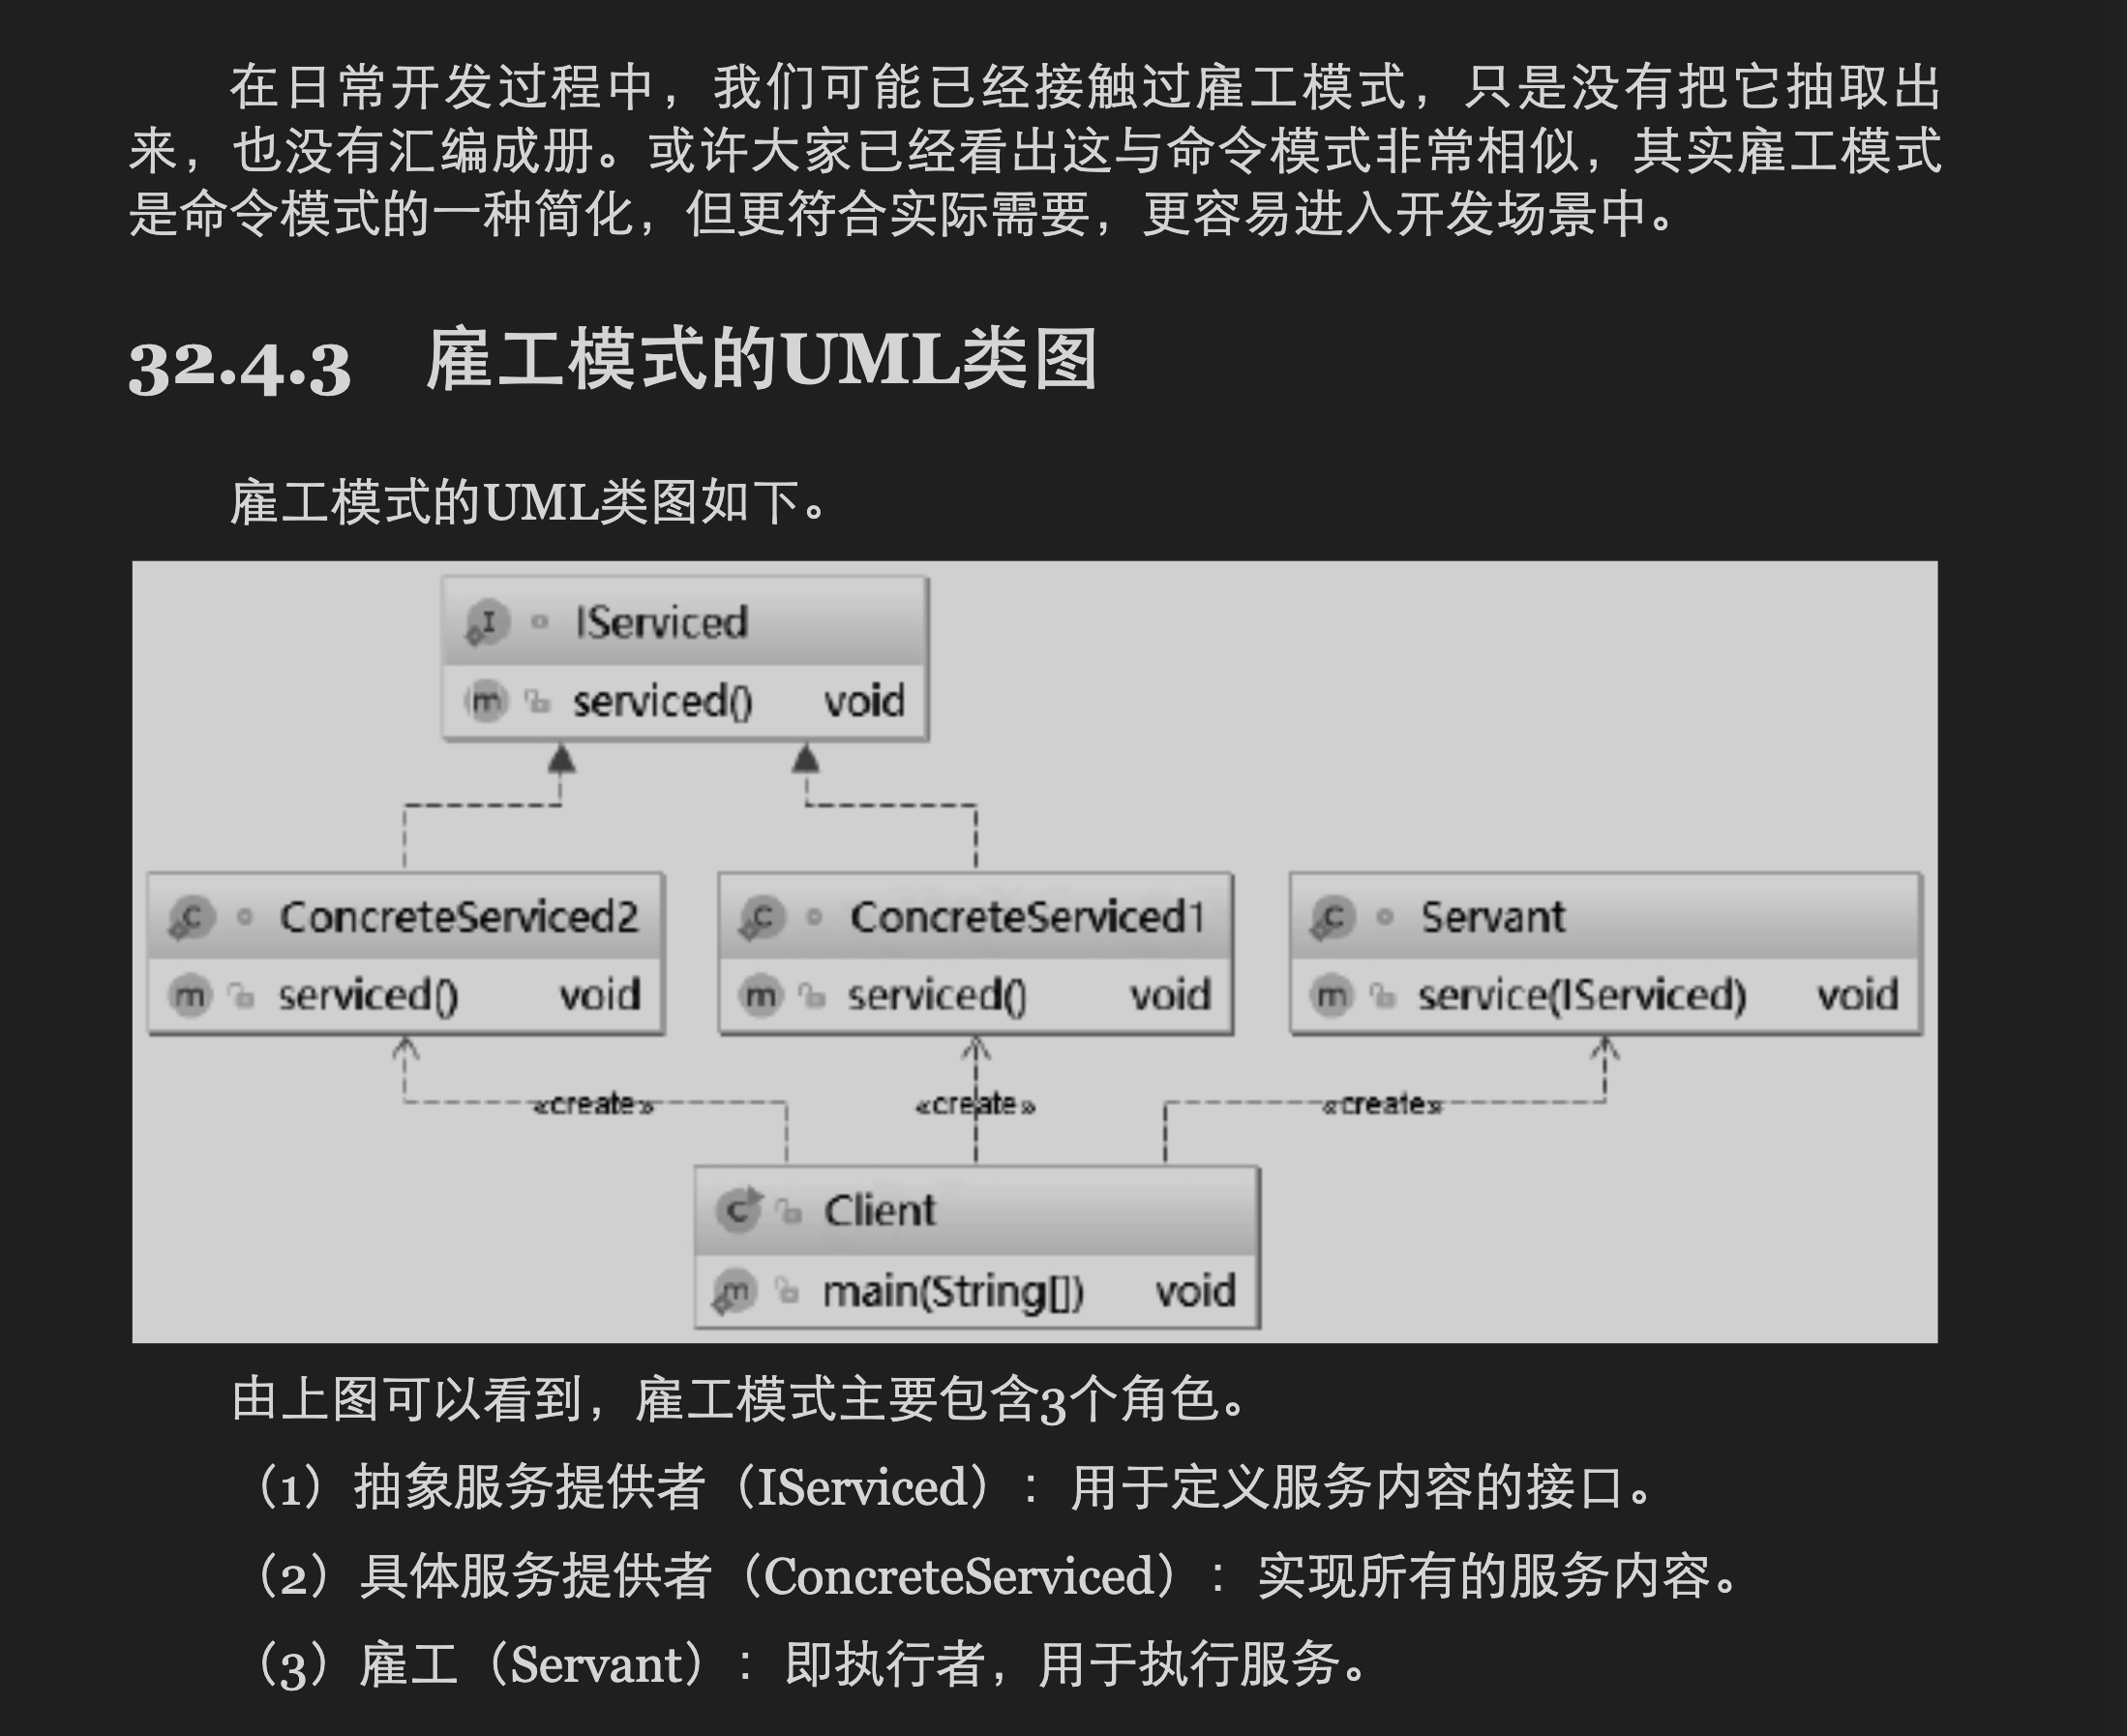 在日常开发过程中，我们可能已经接触过雇工模式，只是没有把它抽取出
来，也没有汇编成册。或许大家已经看出这与命令模式非常相似，其实雇工模式
是命令模式的一种简化，但更符合实际需要，更容易进入开发场景中。
32.4.3 雇工模式的UML类图
雇工模式的UML类图如下。
I IServiced
m serviced() void
C ConcreteServiced2
m serviced() void
C ConcreteServiced1
m serviced() void
C Servant
m service(IServiced) void
«create»
«create»
«create»
C Client
m main(String[]) void
由上图可以看到，雇工模式主要包含3个角色。
（1）抽象服务提供者（IServiced）：用于定义服务内容的接口。
（2）具体服务提供者（ConcreteServiced）：实现所有的服务内容。
（3）雇工（Servant）：即执行者，用于执行服务。